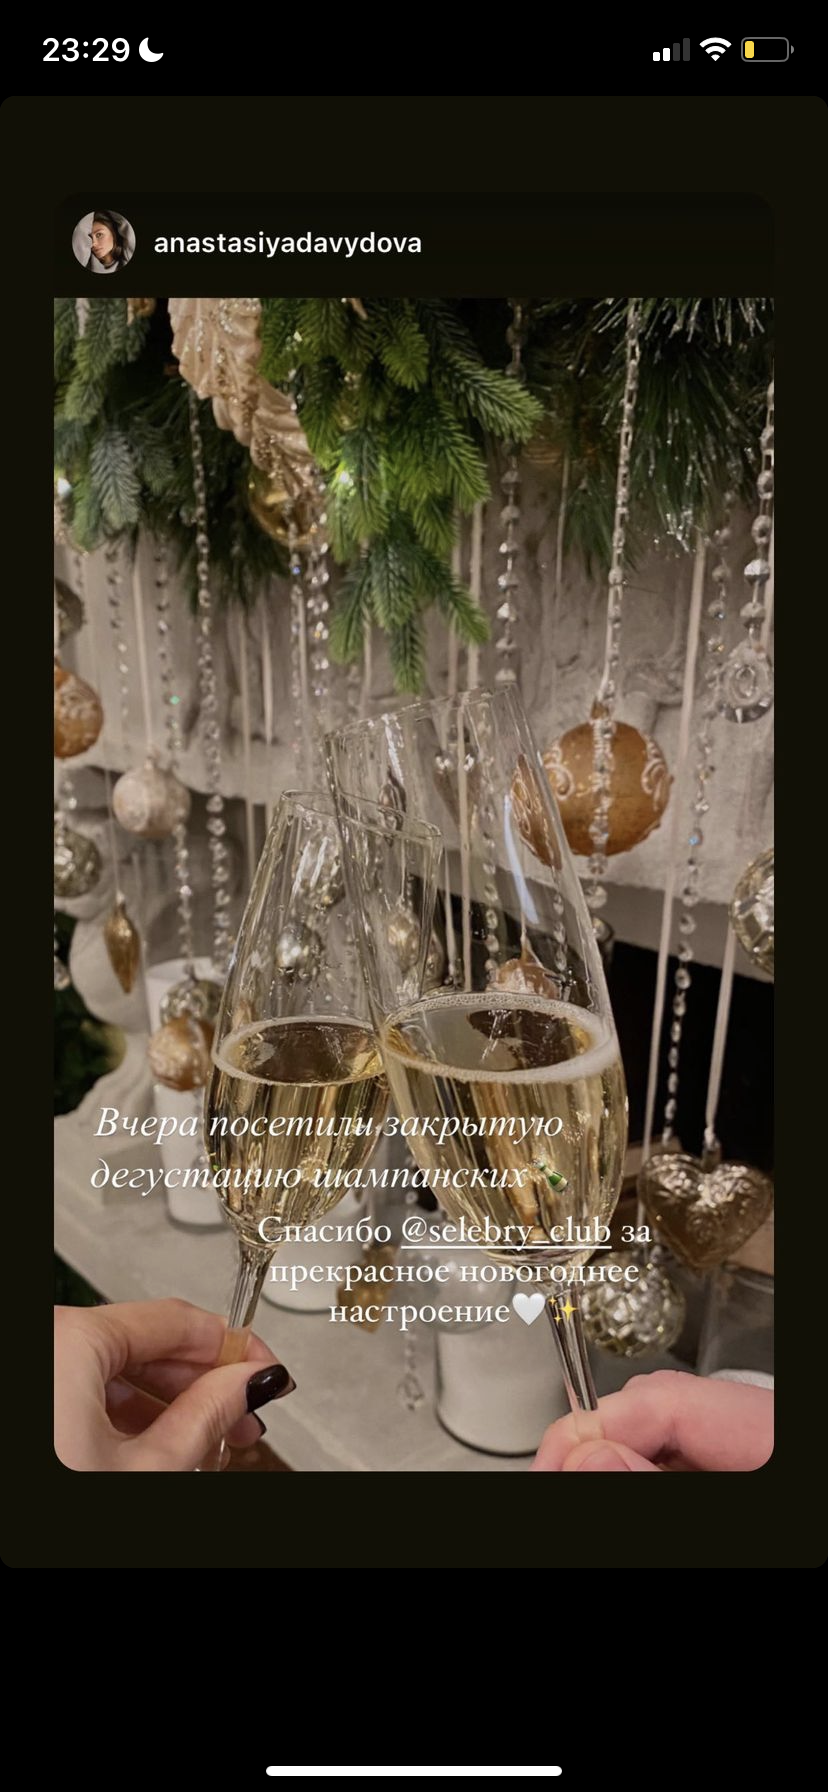 23:29
anastasiyadavydova
Вчера посетили закрытую
дегустацию шампанских🍾
Спасибо @selebry_club за
прекрасное новогоднее
настроение🤍✨